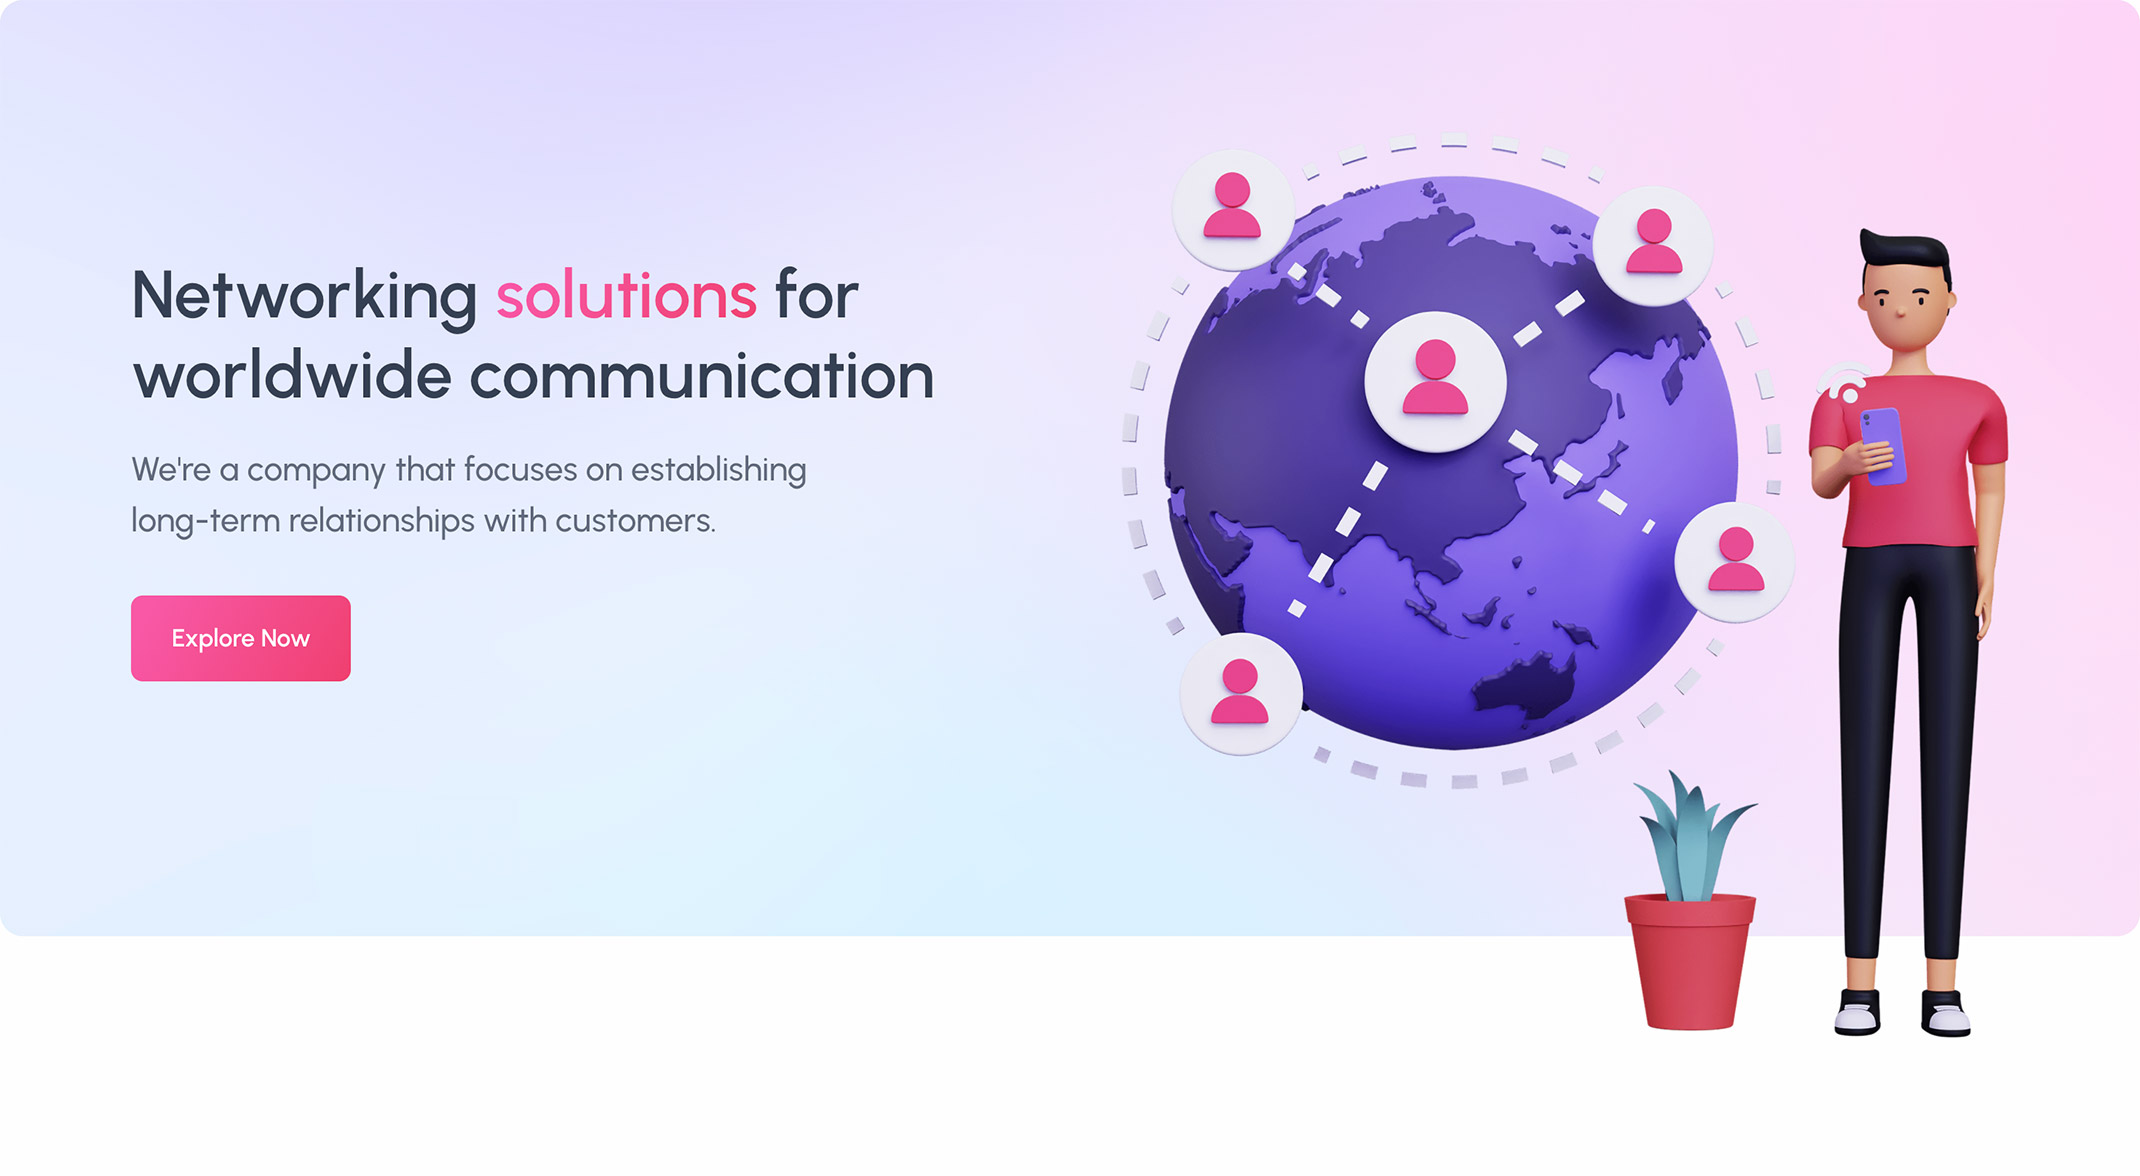 Networking solutions for
worldwide communication
We're a company that focuses on establishing
long-term relationships with customers.
Explore Now